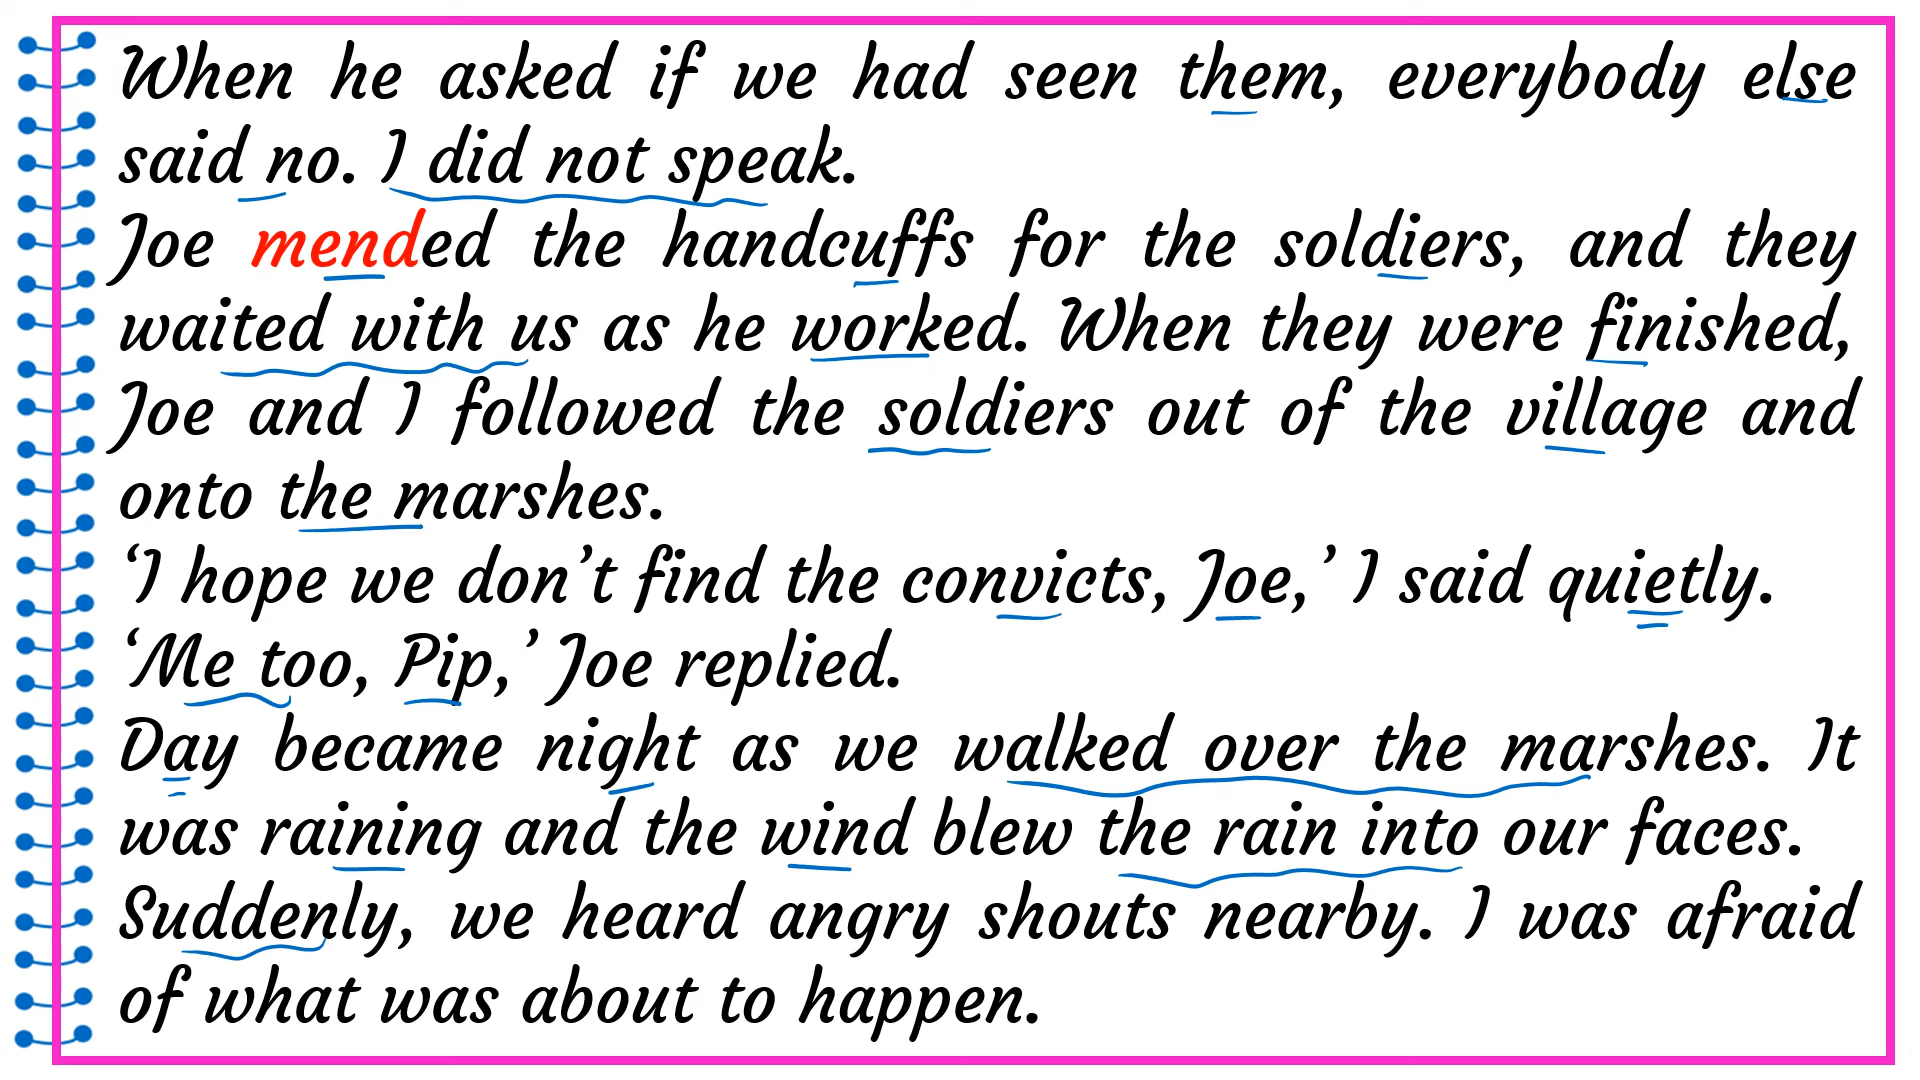 When he asked if we had seen them, everybody else
said no. I did not speak.
Joe mended the handcuffs for the soldiers, and they
waited with us as he worked. When they were finished,
Joe and I followed the soldiers out of the village and
onto the marshes.
‘I hope we don’t find the convicts, Joe,’ I said quietly.
‘Me too, Pip,’ Joe replied.
Day became night as we walked over the marshes. It
was raining and the wind blew the rain into our faces.
Suddenly, we heard angry shouts nearby. I was afraid
of what was about to happen.